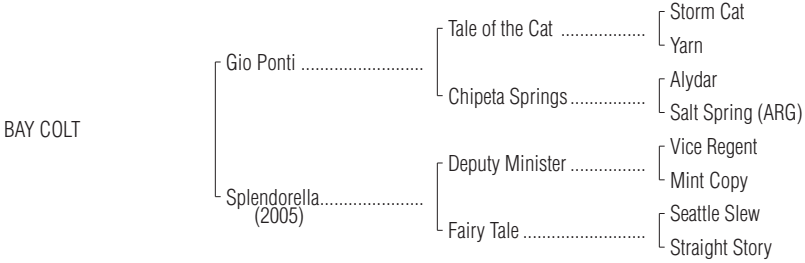 Storm Cat
Tale of the Cat ..................
Yarn
Gio Ponti ..........................
Alydar
Chipeta Springs................
Salt Spring (ARG)
BAY COLT
Vice Regent
Deputy Minister ................
Mint Copy
Splendorella......................
(2005)
Seattle Slew
Fairy Tale ..........................
Straight Story